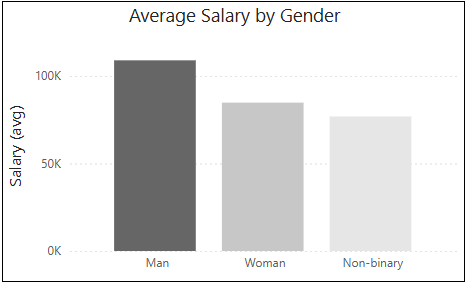 Average Salary by Gender
Salary (avg)
100K
50K
0K
Man Woman Non-binary